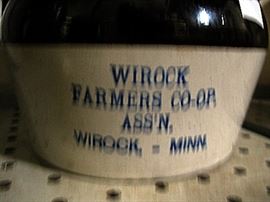 WIROCK
FARMERS CO-OP
ASS'N,
WIROCK, = MINN